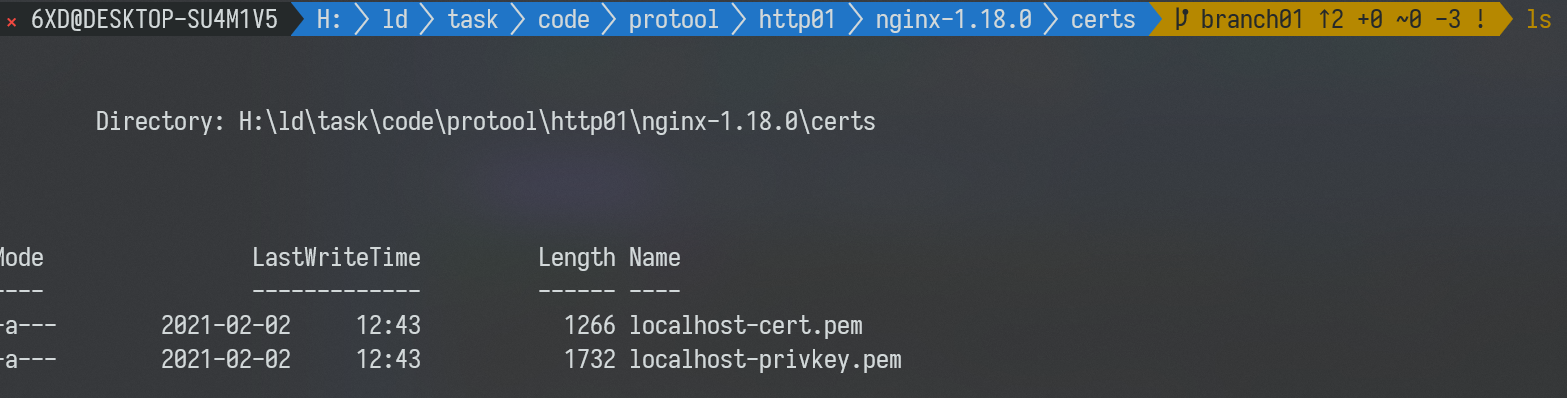 × 6XD@DESKTOP-SU4M1V5 H: ld task code protool http01 nginx-1.18.0 certs branch01 ↑2 +0 ~0 -3 ! ls
Directory: H:\ld\task\code\protool\http01\nginx-1.18.0\certs
Mode LastWriteTime Length Name
---- ------------- ------ ----
-a--- 2021-02-02 12:43 1266 localhost-cert.pem
-a--- 2021-02-02 12:43 1732 localhost-privkey.pem